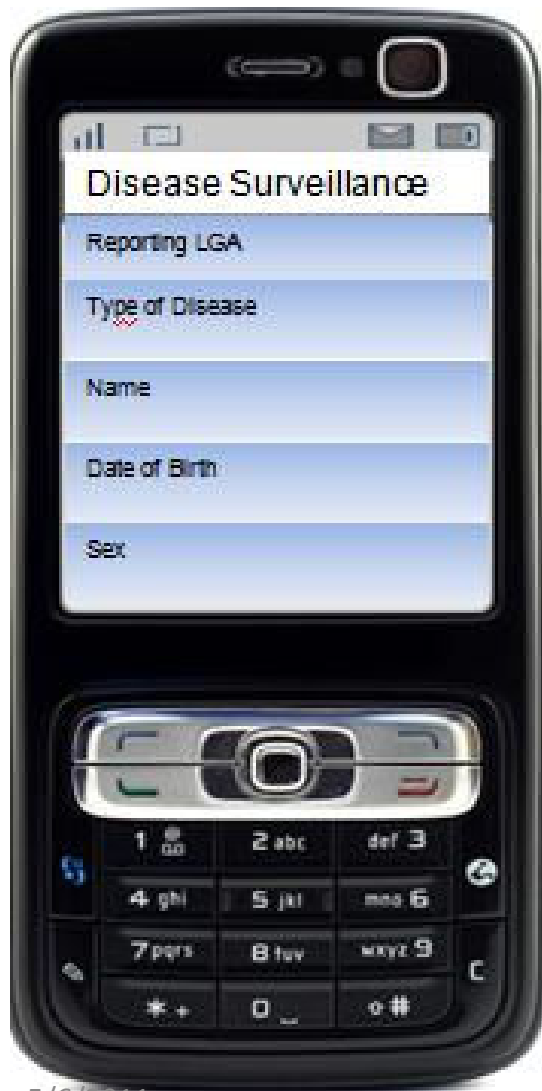 Disease Surveillance
Reporting LGA
Type of Disease
Name
Date of Birth
Sex
1
2 abc
def 3
4 ghi
5 jkl
mno 6
7 pqrs
8 tuv
wxyz 9
* +
0
#
C